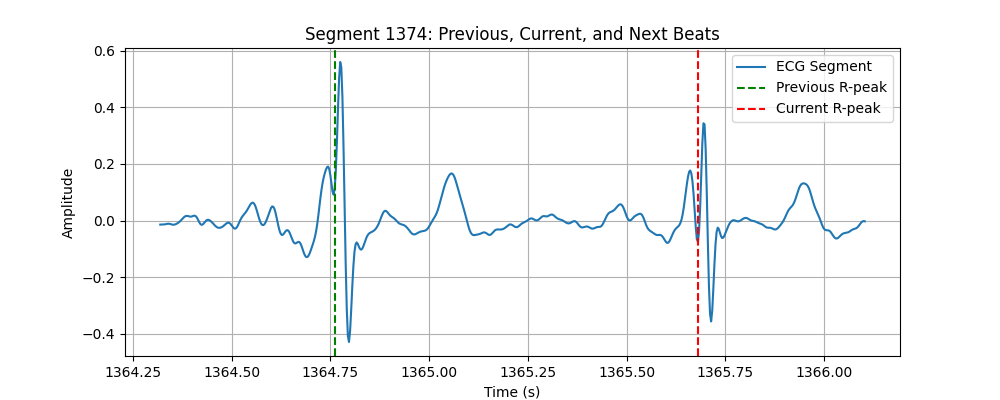 Segment 1374: Previous, Current, and Next Beats
ECG Segment
Previous R-peak
Current R-peak
0.6
0.4
0.2
0.0
−0.2
−0.4
Amplitude
1364.25 1364.50 1364.75 1365.00 1365.25 1365.50 1365.75 1366.00
Time (s)